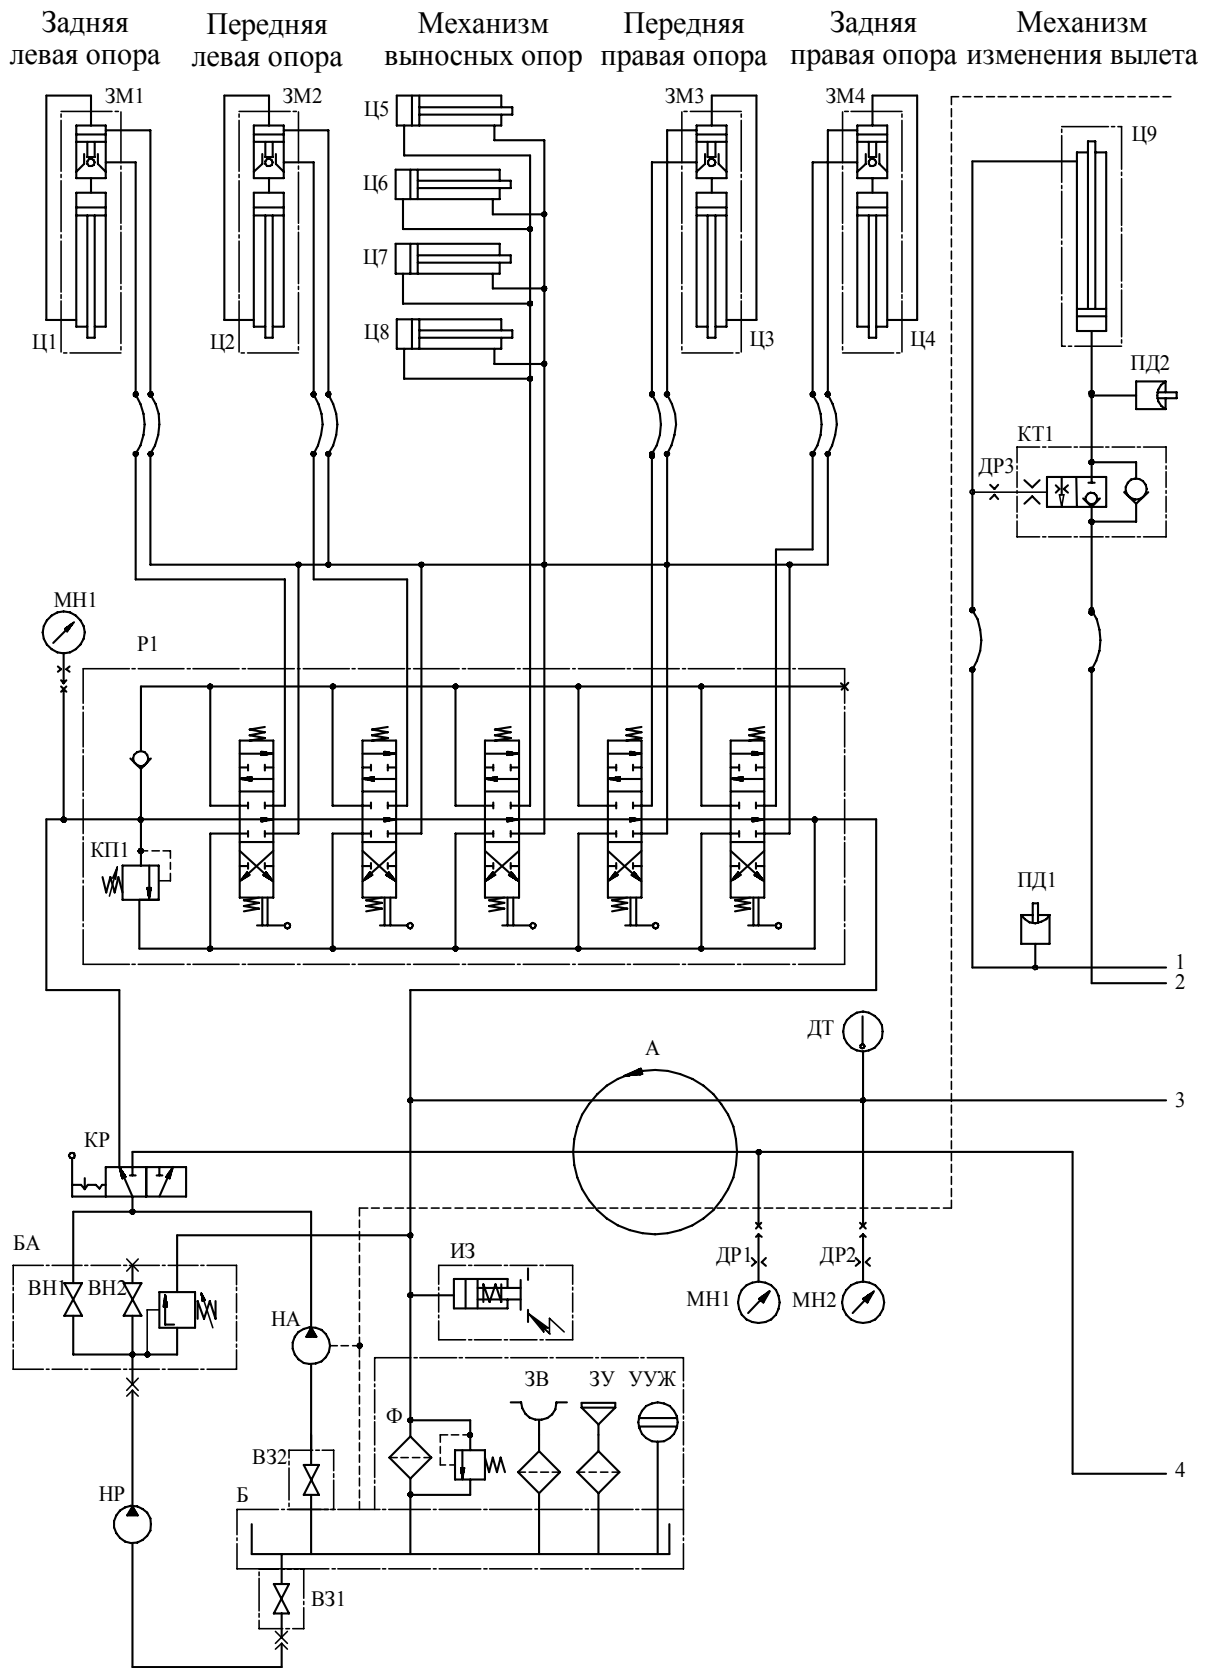 Задняя
левая опора
Передняя
левая опора
Механизм
выносных опор
Передняя
правая опора
Задняя
правая опора
Механизм
изменения вылета
ЗМ1
ЗМ2
ЗМ3
ЗМ4
Ц5
Ц9
Ц6
Ц7
Ц8
Ц1
Ц2
Ц3
Ц4
ПД2
КТ1
ДР3
МН1
Р1
КП1
ПД1
1
2
ДТ
А
3
КР
БА
ВН1
ВН2
ИЗ
ДР1
ДР2
МН1
МН2
НА
ЗВ
ЗУ
УУЖ
Ф
ВЗ2
4
НР
Б
ВЗ1